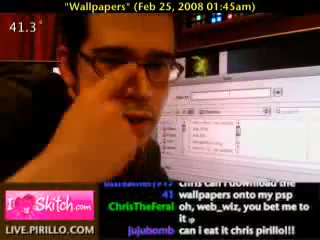 "Wallpapers" (Feb 25, 2008 01:45am)
41.3°
chris can i download the
41 wallpapers onto my psp
ChrisTheFeral oh, web_wiz, you bet me to
it :p
jujubomb can i eat it chris pirillo!!!
I Skitch.com
LIVE.PIRILLO.COM